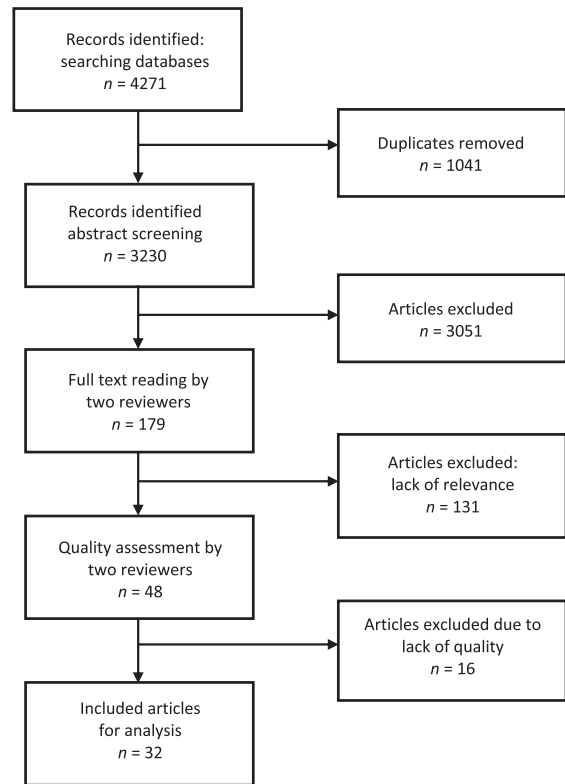 Records identified:
searching databases
n = 4271
Duplicates removed
n = 1041
Records identified
abstract screening
n = 3230
Articles excluded
n = 3051
Full text reading by
two reviewers
n = 179
Articles excluded:
lack of relevance
n = 131
Quality assessment by
two reviewers
n = 48
Articles excluded due to
lack of quality
n = 16
Included articles
for analysis
n = 32